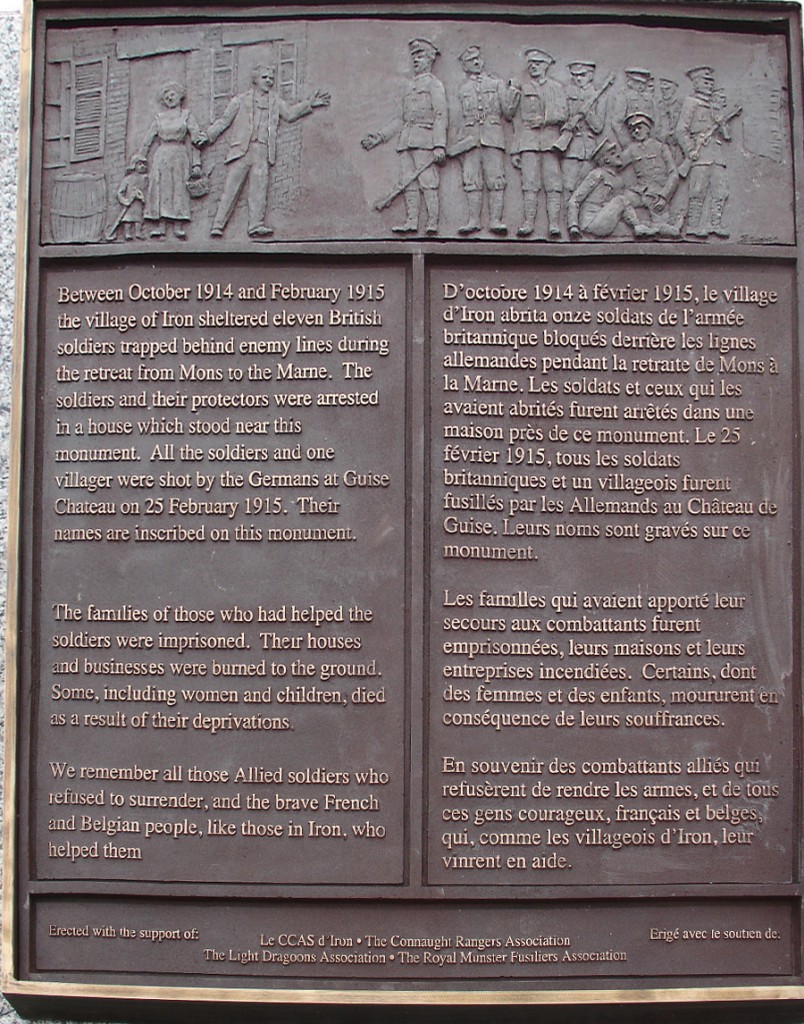 Between October 1914 and February 1915
the village of Iron sheltered eleven British
soldiers trapped behind enemy lines during
the retreat from Mons to the Marne. The
soldiers and their protectors were arrested
in a house which stood near this
monument. All the soldiers and one
villager were shot by the Germans at Guise
Chateau on 25 February 1915. Their
names are inscribed on this monument.
The families of those who had helped the
soldiers were imprisoned. Their houses
and businesses were burned to the ground.
Some, including women and children, died
as a result of their deprivations.
We remember all those Allied soldiers who
refused to surrender, and the brave French
and Belgian people, like those in Iron, who
helped them
D'octobre 1914 à février 1915, le village
d'Iron abrita onze soldats de l'armée
britannique bloqués derrière les lignes
allemandes pendant la retraite de Mons à
la Marne. Les soldats et ceux qui les
avaient abrités furent arrêtés dans une
maison près de ce monument. Le 25
février 1915, tous les soldats
britanniques et un villageois furent
fusillés par les Allemands au Château de
Guise. Leurs noms sont gravés sur ce
monument.
Les familles qui avaient apporté leur
secours aux combattants furent
emprisonnées, leurs maisons et leurs
entreprises incendiées. Certains, dont
des femmes et des enfants, moururent en
conséquence de leurs souffrances.
En souvenir des combattants alliés qui
refusèrent de rendre les armes, et de tous
ces gens courageux, français et belges,
qui, comme les villageois d'Iron, leur
vinrent en aide.
Erected with the support of:
Le CCAS d'Iron • The Connaught Rangers Association
The Light Dragoons Association • The Royal Munster Fusiliers Association
Erigé avec le soutien de: